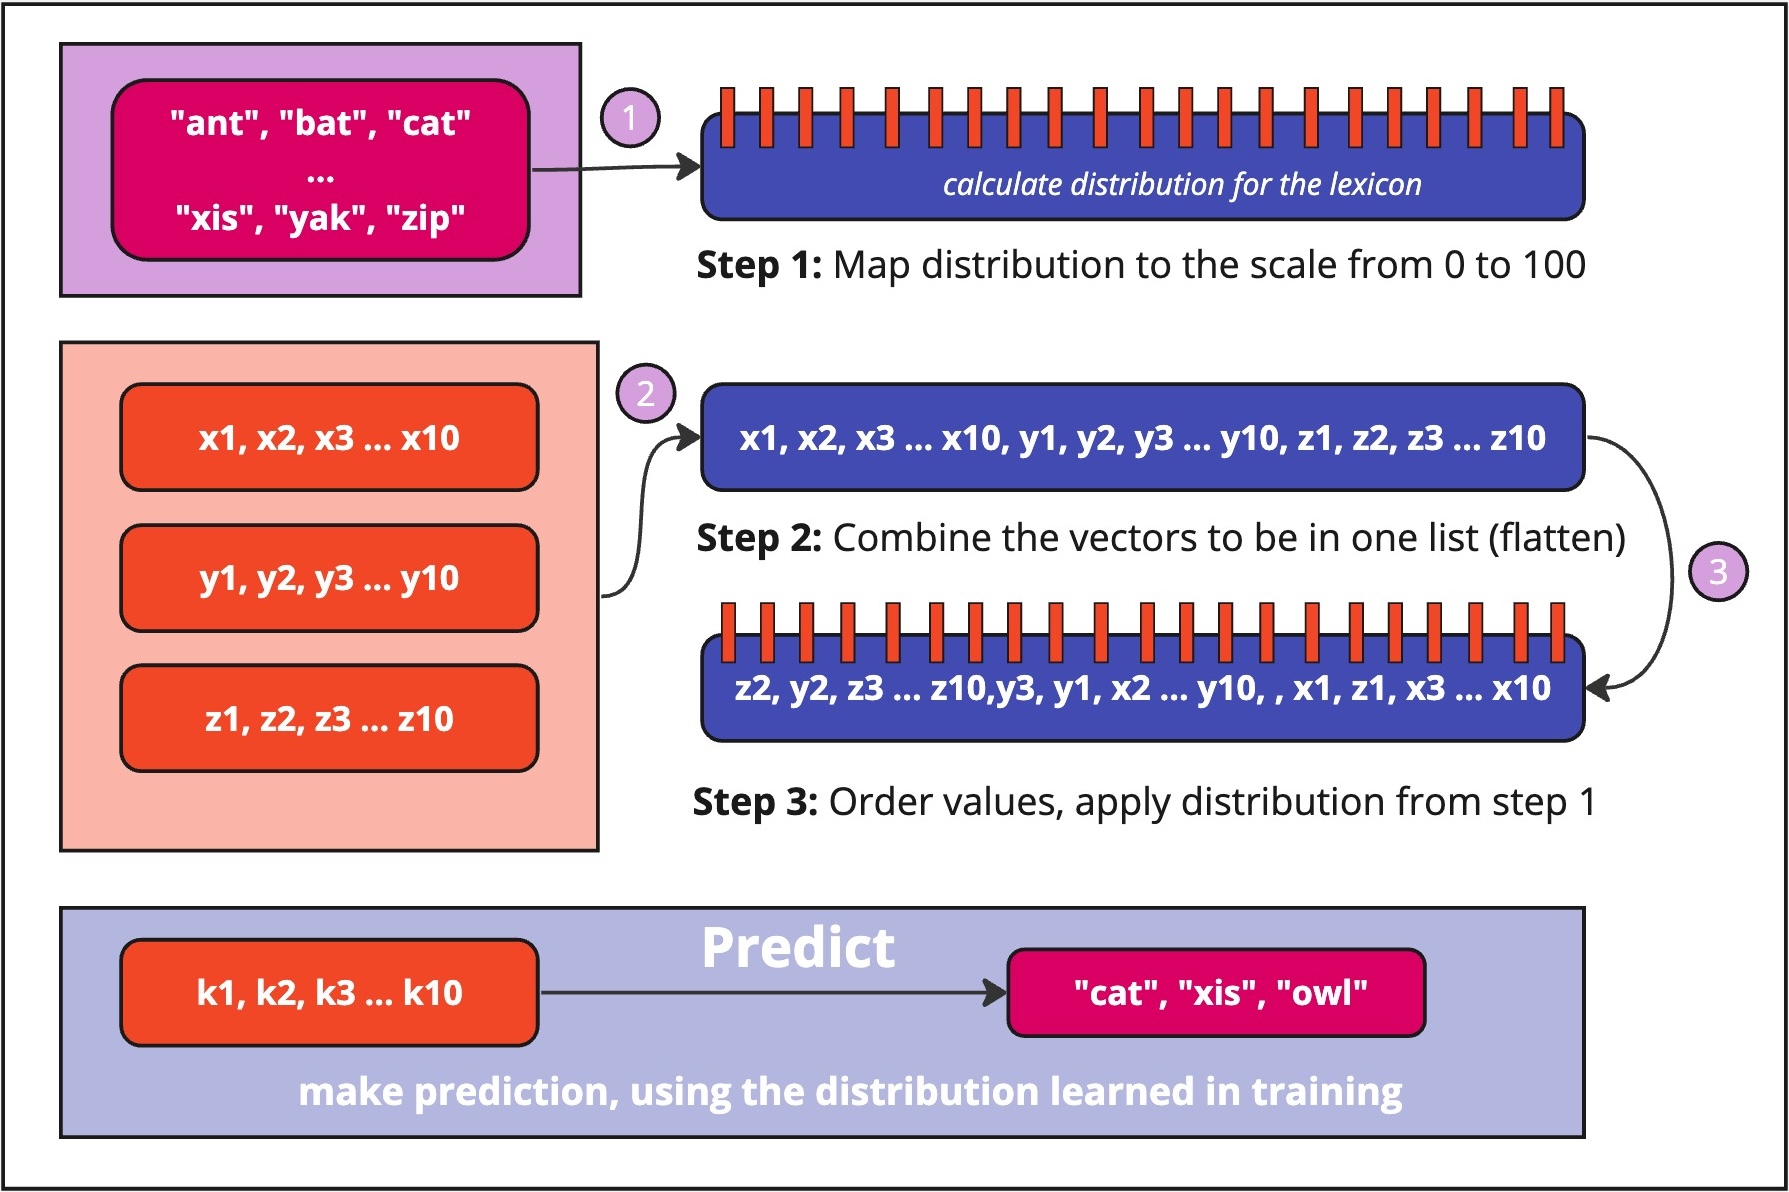 "ant", "bat", "cat"
...
"xis", "yak", "zip"
1
calculate distribution for the lexicon
Step 1: Map distribution to the scale from 0 to 100
x1, x2, x3 ... x10
y1, y2, y3 ... y10
z1, z2, z3 ... z10
2
x1, x2, x3 ... x10, y1, y2, y3 ... y10, z1, z2, z3 ... z10
Step 2: Combine the vectors to be in one list (flatten)
3
z2, y2, z3 ... z10,y3, y1, x2 ... y10, , x1, z1, x3 ... x10
Step 3: Order values, apply distribution from step 1
Predict
k1, k2, k3 ... k10
"cat", "xis", "owl"
make prediction, using the distribution learned in training